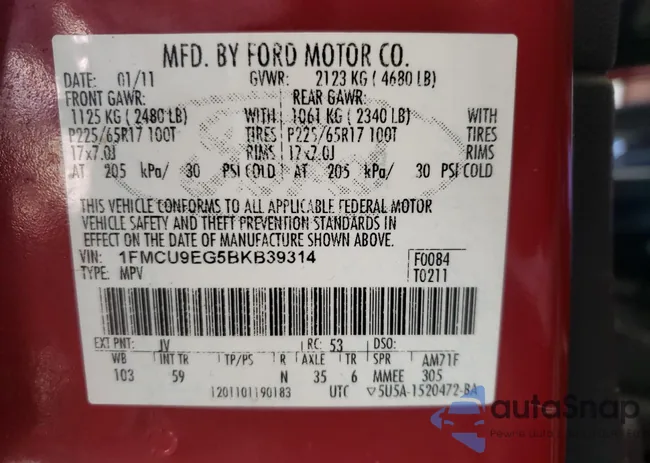 MFD. BY FORD MOTOR CO.
DATE: 01/11 GVWR: 2123 KG ( 4680 LB)
FRONT GAWR: REAR GAWR:
1125 KG ( 2480 LB) WITH 1061 KG ( 2340 LB) WITH
P225/65R17 100T TIRES P225/65R17 100T TIRES
17x7.0J RIMS 17x7.0J RIMS
AT 205 kPa/ 30 PSI COLD AT 205 kPa/ 30 PSI COLD
THIS VEHICLE CONFORMS TO ALL APPLICABLE FEDERAL MOTOR
VEHICLE SAFETY AND THEFT PREVENTION STANDARDS IN
EFFECT ON THE DATE OF MANUFACTURE SHOWN ABOVE.
VIN: 1FMCU9EG5BKB39314 F0084
TYPE: MPV T0211
EXT PNT: JV RC: 53 DSO:
WB INT TR TP/PS R AXLE TR SPR AM71F
103 59 N 35 6 MMEE 305
1201101190183 UTC 5U5A-1520472-BA
autoSnap